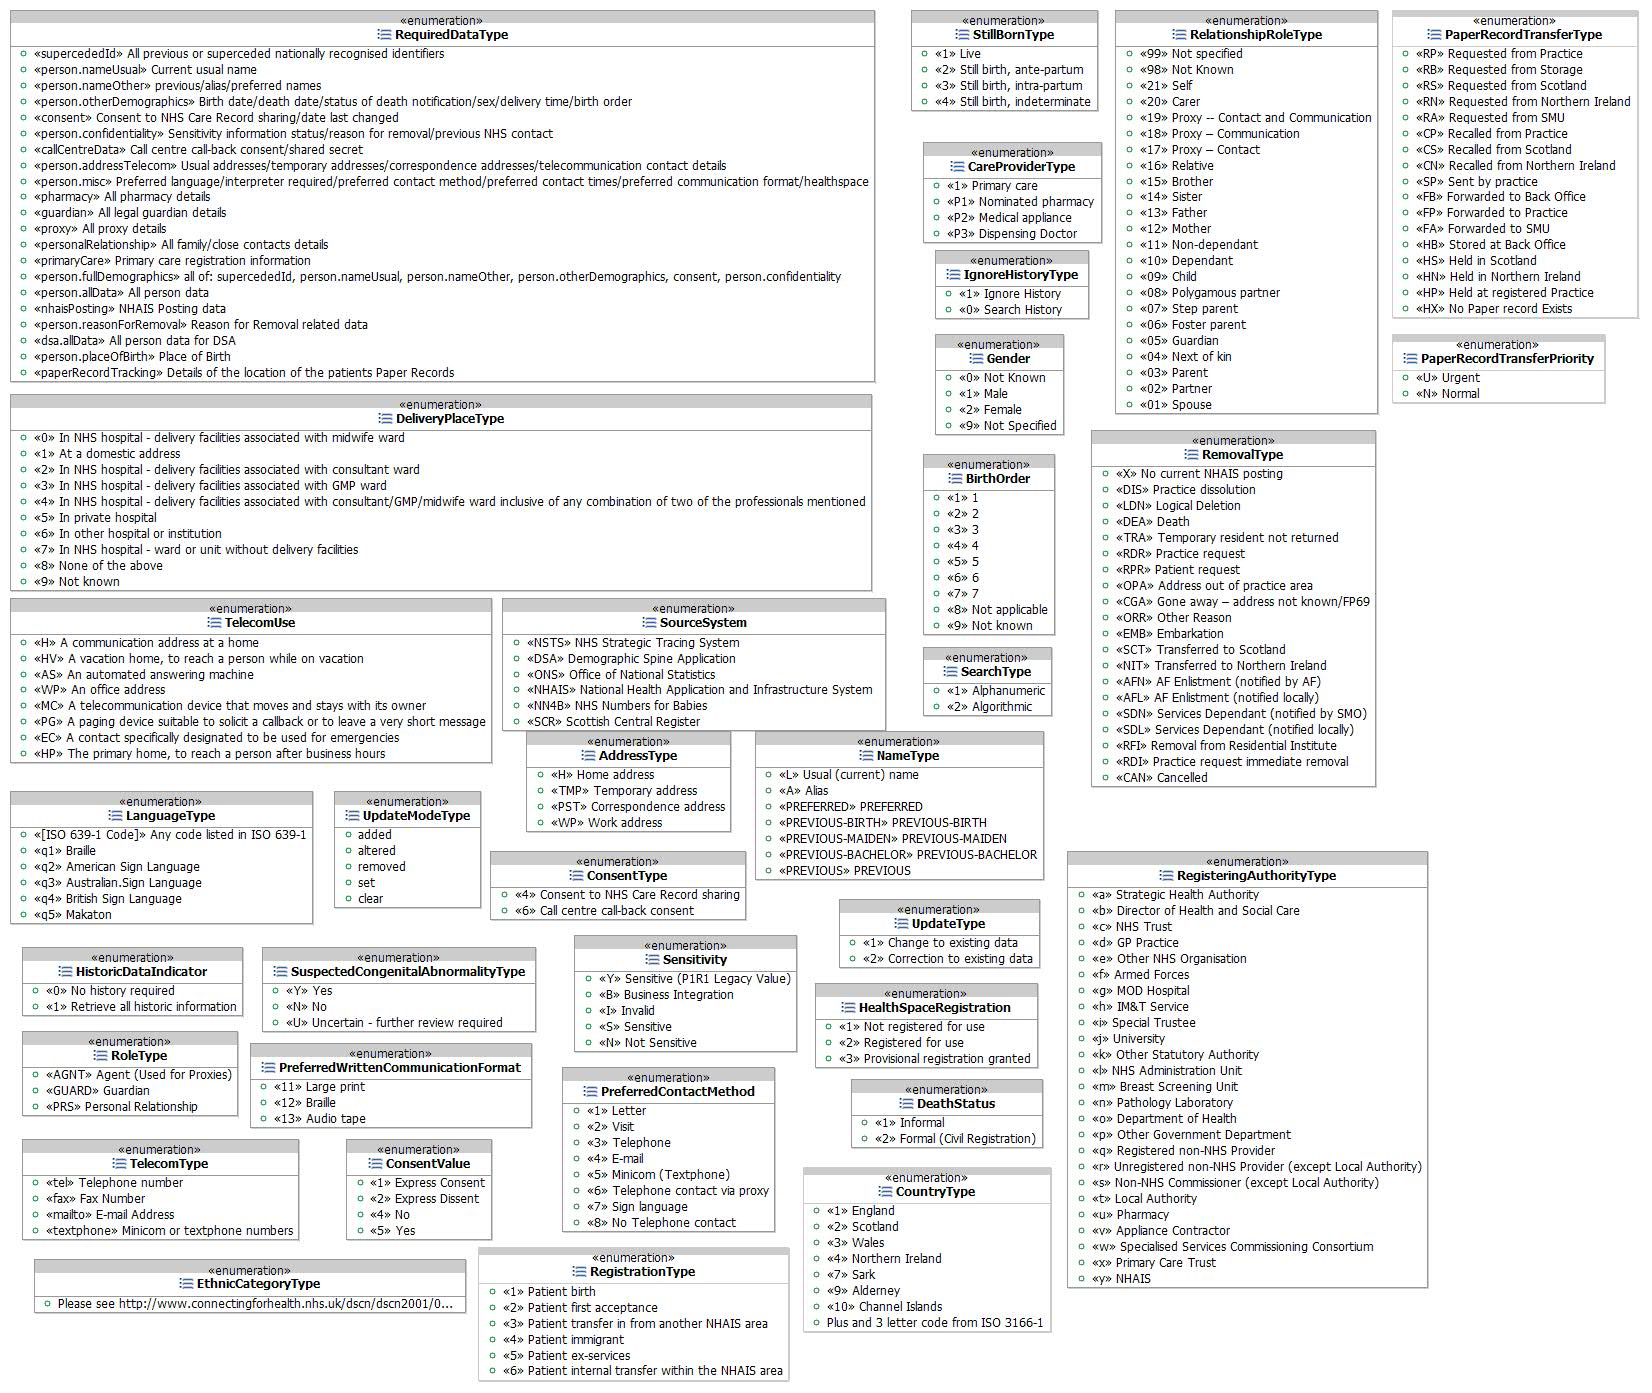 «enumeration»
RequiredDataType
«supercededId» All previous or superceded nationally recognised identifiers
«person.nameUsual» Current usual name
«person.nameOther» previous/alias/preferred names
«person.otherDemographics» Birth date/death date/status of death notification/sex/delivery time/birth order
«consent» Consent to NHS Care Record sharing/date last changed
«person.confidentiality» Sensitivity information status/reason for removal/previous NHS contact
«callCentreData» Call centre call-back consent/shared secret
«person.addressTelecom» Usual addresses/temporary addresses/correspondence addresses/telecommunication contact details
«person.misc» Preferred language/interpreter required/preferred contact method/preferred contact times/preferred communication format/healthspace
«pharmacy» All pharmacy details
«guardian» All legal guardian details
«proxy» All proxy details
«personalRelationship» All family/close contacts details
«primaryCare» Primary care registration information
«person.fullDemographics» all of: supercededId, person.nameUsual, person.nameOther, person.otherDemographics, consent, person.confidentiality
«person.allData» All person data
«nhaisPosting» NHAIS Posting data
«person.reasonForRemoval» Reason for Removal related data
«dsa.allData» All person data for DSA
«person.placeOfBirth» Place of Birth
«paperRecordTracking» Details of the location of the patients Paper Records
«enumeration»
StillBornType
«1» Live
«2» Still birth, ante-partum
«3» Still birth, intra-partum
«4» Still birth, indeterminate
«enumeration»
CareProviderType
«1» Primary care
«P1» Nominated pharmacy
«P2» Medical appliance
«P3» Dispensing Doctor
«enumeration»
IgnoreHistoryType
«1» Ignore History
«0» Search History
«enumeration»
Gender
«0» Not Known
«1» Male
«2» Female
«9» Not Specified
«enumeration»
RelationshipRoleType
«99» Not specified
«98» Not Known
«21» Self
«20» Carer
«19» Proxy -- Contact and Communication
«18» Proxy – Communication
«17» Proxy – Contact
«16» Relative
«15» Brother
«14» Sister
«13» Father
«12» Mother
«11» Non-dependant
«10» Dependant
«09» Child
«08» Polygamous partner
«07» Step parent
«06» Foster parent
«05» Guardian
«04» Next of kin
«03» Parent
«02» Partner
«01» Spouse
«enumeration»
PaperRecordTransferType
«RP» Requested from Practice
«RB» Requested from Storage
«RS» Requested from Scotland
«RN» Requested from Northern Ireland
«RA» Requested from SMU
«CP» Recalled from Practice
«CS» Recalled from Scotland
«CN» Recalled from Northern Ireland
«SP» Sent by practice
«FB» Forwarded to Back Office
«FP» Forwarded to Practice
«FA» Forwarded to SMU
«HB» Stored at Back Office
«HS» Held in Scotland
«HN» Held in Northern Ireland
«HP» Held at registered Practice
«HX» No Paper record Exists
«enumeration»
PaperRecordTransferPriority
«U» Urgent
«N» Normal
«enumeration»
DeliveryPlaceType
«0» In NHS hospital - delivery facilities associated with midwife ward
«1» At a domestic address
«2» In NHS hospital - delivery facilities associated with consultant ward
«3» In NHS hospital - delivery facilities associated with GMP ward
«4» In NHS hospital - delivery facilities associated with consultant/GMP/midwife ward inclusive of any combination of two of the professionals mentioned
«5» In private hospital
«6» In other hospital or institution
«7» In NHS hospital - ward or unit without delivery facilities
«8» None of the above
«9» Not known
«enumeration»
BirthOrder
«1» 1
«2» 2
«3» 3
«4» 4
«5» 5
«6» 6
«7» 7
«8» Not applicable
«9» Not known
«enumeration»
RemovalType
«X» No current NHAIS posting
«DIS» Practice dissolution
«LDN» Logical Deletion
«DEA» Death
«TRA» Temporary resident not returned
«RDR» Practice request
«RPR» Patient request
«OPA» Address out of practice area
«CGA» Gone away – address not known/FP69
«ORR» Other Reason
«EMB» Embarkation
«SCT» Transferred to Scotland
«NIT» Transferred to Northern Ireland
«AFN» AF Enlistment (notified by AF)
«AFL» AF Enlistment (notified locally)
«SDN» Services Dependant (notified by SMO)
«SDL» Services Dependant (notified locally)
«RFI» Removal from Residential Institute
«RDI» Practice request immediate removal
«CAN» Cancelled
«enumeration»
TelecomUse
«H» A communication address at a home
«HV» A vacation home, to reach a person while on vacation
«AS» An automated answering machine
«WP» An office address
«MC» A telecommunication device that moves and stays with its owner
«PG» A paging device suitable to solicit a callback or to leave a very short message
«EC» A contact specifically designated to be used for emergencies
«HP» The primary home, to reach a person after business hours
«enumeration»
SourceSystem
«NSTS» NHS Strategic Tracing System
«DSA» Demographic Spine Application
«ONS» Office of National Statistics
«NHAIS» National Health Application and Infrastructure System
«NN4B» NHS Numbers for Babies
«SCR» Scottish Central Register
«enumeration»
SearchType
«1» Alphanumeric
«2» Algorithmic
«enumeration»
AddressType
«H» Home address
«TMP» Temporary address
«PST» Correspondence address
«WP» Work address
«enumeration»
NameType
«L» Usual (current) name
«A» Alias
«PREFERRED» PREFERRED
«PREVIOUS-BIRTH» PREVIOUS-BIRTH
«PREVIOUS-MAIDEN» PREVIOUS-MAIDEN
«PREVIOUS-BACHELOR» PREVIOUS-BACHELOR
«PREVIOUS» PREVIOUS
«enumeration»
LanguageType
«[ISO 639-1 Code]» Any code listed in ISO 639-1
«q1» Braille
«q2» American Sign Language
«q3» Australian.Sign Language
«q4» British Sign Language
«q5» Makaton
«enumeration»
UpdateModeType
added
altered
removed
set
clear
«enumeration»
ConsentType
«4» Consent to NHS Care Record sharing
«6» Call centre call-back consent
«enumeration»
RegisteringAuthorityType
«a» Strategic Health Authority
«b» Director of Health and Social Care
«c» NHS Trust
«d» GP Practice
«e» Other NHS Organisation
«f» Armed Forces
«g» MOD Hospital
«h» IM&T Service
«i» Special Trustee
«j» University
«k» Other Statutory Authority
«l» NHS Administration Unit
«m» Breast Screening Unit
«n» Pathology Laboratory
«o» Department of Health
«p» Other Government Department
«q» Registered non-NHS Provider
«r» Unregistered non-NHS Provider (except Local Authority)
«s» Non-NHS Commissioner (except Local Authority)
«t» Local Authority
«u» Pharmacy
«v» Appliance Contractor
«w» Specialised Services Commissioning Consortium
«x» Primary Care Trust
«y» NHAIS
«enumeration»
UpdateType
«1» Change to existing data
«2» Correction to existing data
«enumeration»
HistoricDataIndicator
«0» No history required
«1» Retrieve all historic information
«enumeration»
SuspectedCongenitalAbnormalityType
«Y» Yes
«N» No
«U» Uncertain - further review required
«enumeration»
Sensitivity
«Y» Sensitive (P1R1 Legacy Value)
«B» Business Integration
«I» Invalid
«S» Sensitive
«N» Not Sensitive
«enumeration»
HealthSpaceRegistration
«1» Not registered for use
«2» Registered for use
«3» Provisional registration granted
«enumeration»
RoleType
«AGNT» Agent (Used for Proxies)
«GUARD» Guardian
«PRS» Personal Relationship
«enumeration»
PreferredWrittenCommunicationFormat
«11» Large print
«12» Braille
«13» Audio tape
«enumeration»
PreferredContactMethod
«1» Letter
«2» Visit
«3» Telephone
«4» E-mail
«5» Minicom (Textphone)
«6» Telephone contact via proxy
«7» Sign language
«8» No Telephone contact
«enumeration»
DeathStatus
«1» Informal
«2» Formal (Civil Registration)
«enumeration»
TelecomType
«tel» Telephone number
«fax» Fax Number
«mailto» E-mail Address
«textphone» Minicom or textphone numbers
«enumeration»
ConsentValue
«1» Express Consent
«2» Express Dissent
«4» No
«5» Yes
«enumeration»
CountryType
«1» England
«2» Scotland
«3» Wales
«4» Northern Ireland
«7» Sark
«9» Alderney
«10» Channel Islands
Plus and 3 letter code from ISO 3166-1
«enumeration»
EthnicCategoryType
Please see http://www.connectingforhealth.nhs.uk/dscn/dscn2001/0...
«enumeration»
RegistrationType
«1» Patient birth
«2» Patient first acceptance
«3» Patient transfer in from another NHAIS area
«4» Patient immigrant
«5» Patient ex-services
«6» Patient internal transfer within the NHAIS area